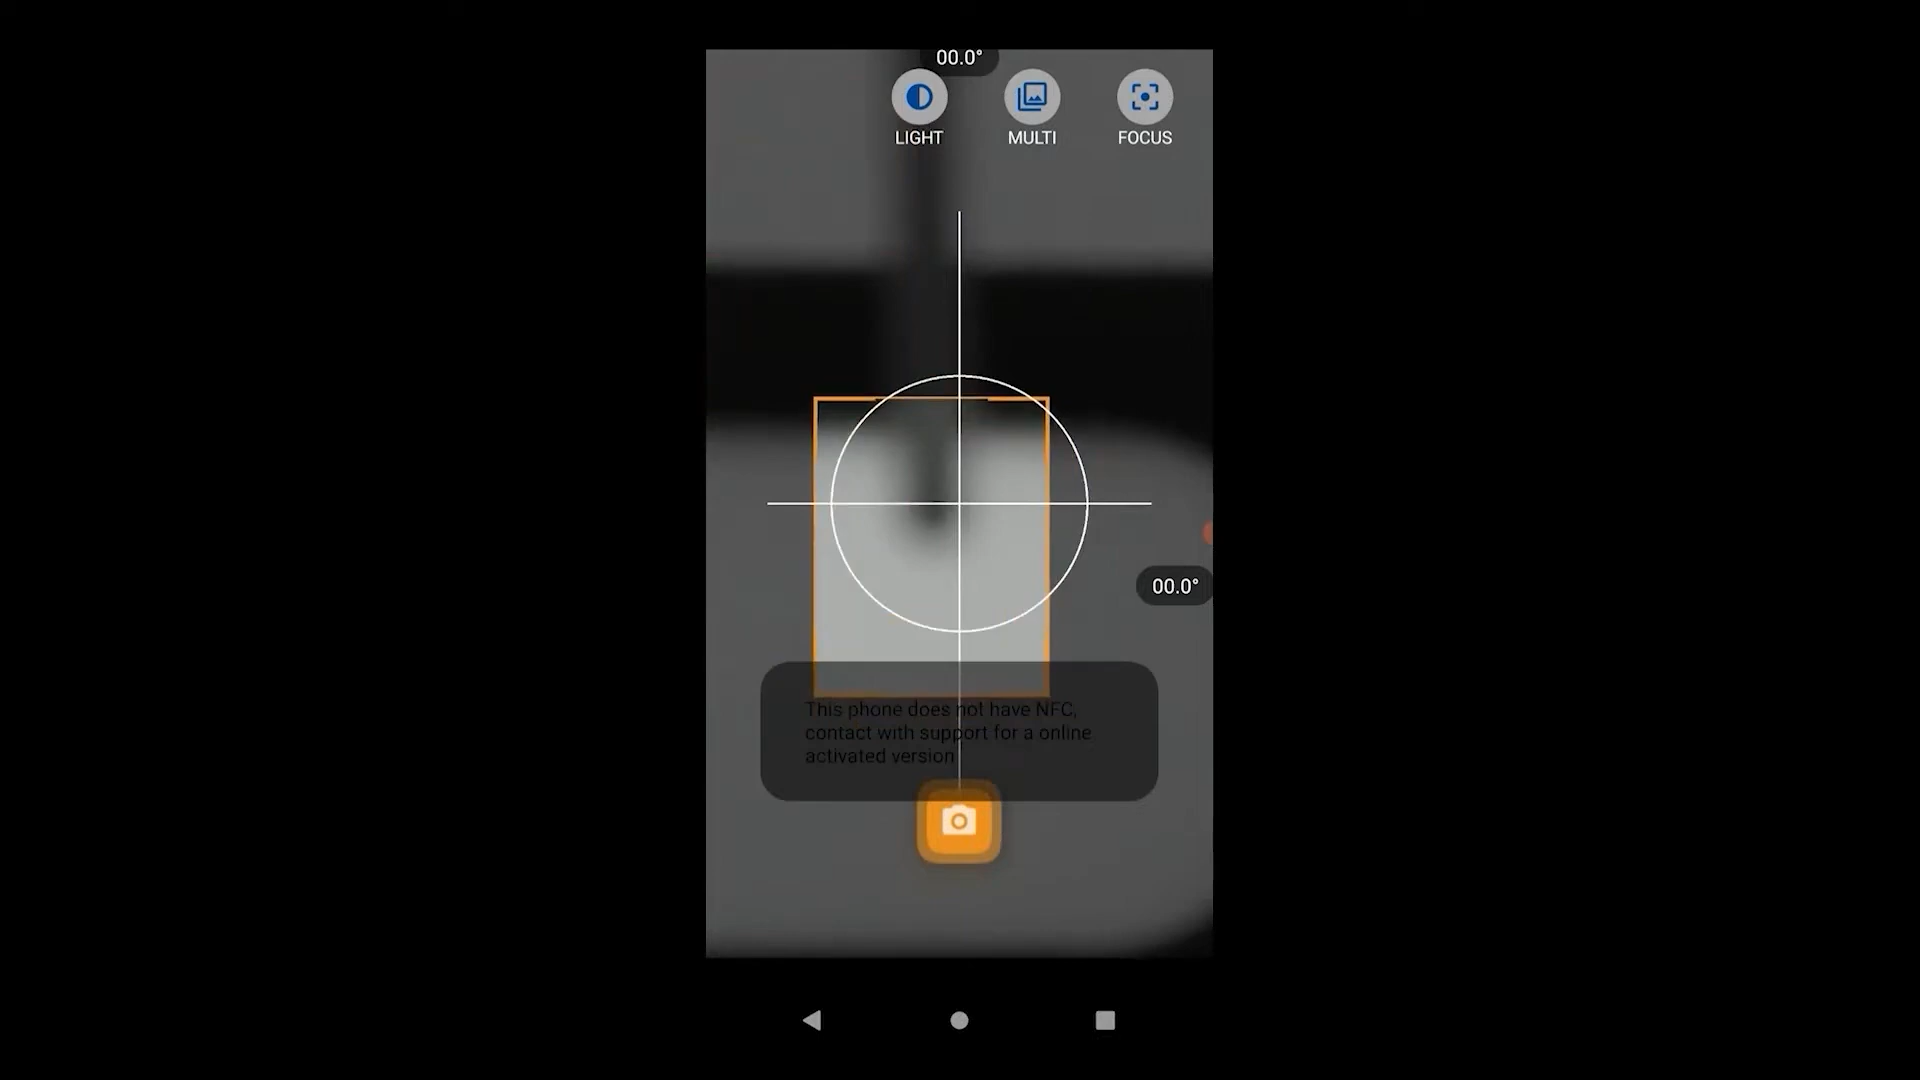 00.0°
LIGHT MULTI FOCUS
00.0°
This phone does not have NFC,
contact with support for a online
activated version